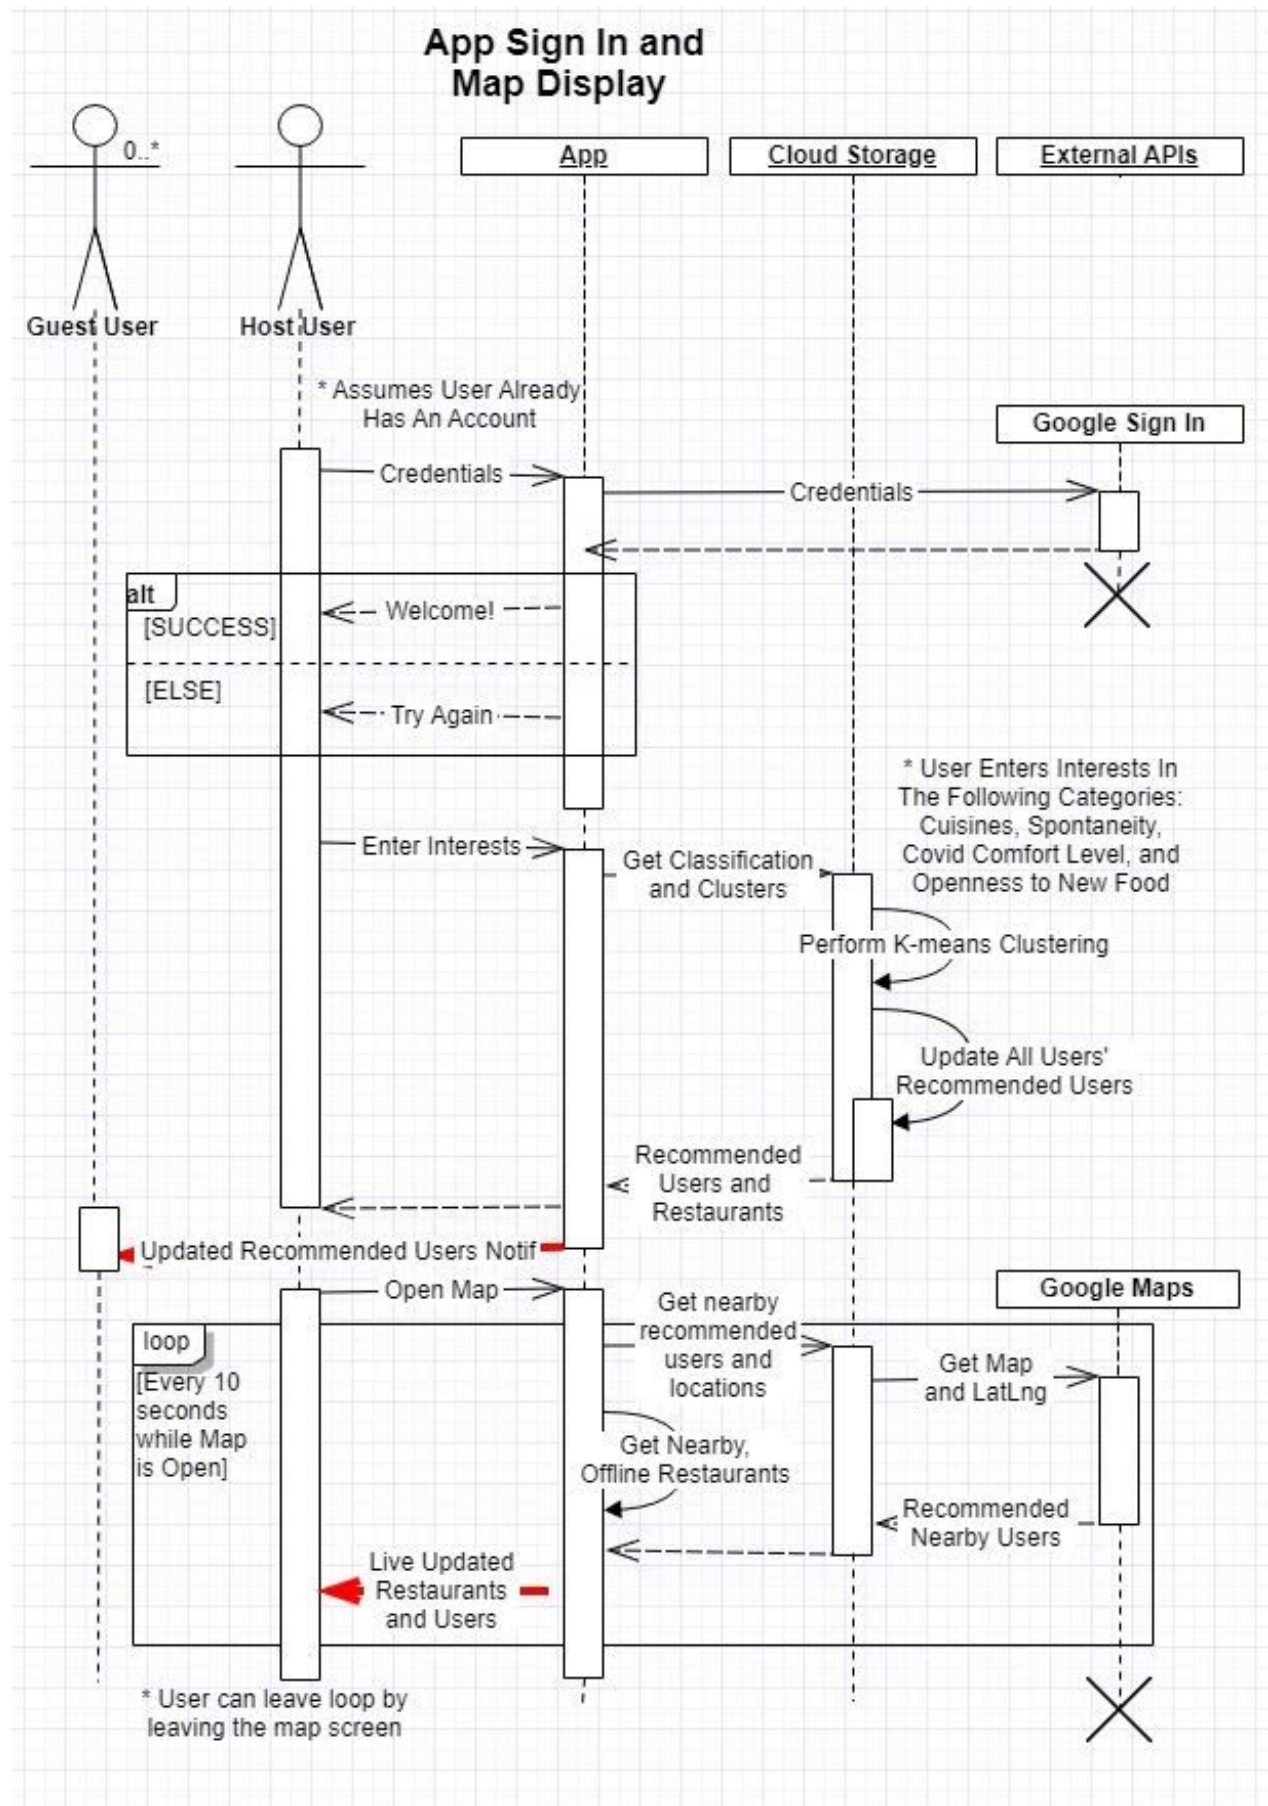 App Sign In and
Map Display
0..*
App
Cloud Storage
External APIs
Guest User
Host User
* Assumes User Already
Has An Account
Google Sign In
Credentials
Credentials
alt
Welcome!
[SUCCESS]
[ELSE]
Try Again
* User Enters Interests In
The Following Categories:
Cuisines, Spontaneity,
Covid Comfort Level, and
Openness to New Food
Enter Interests
Get Classification
and Clusters
Perform K-means Clustering
Update All Users'
Recommended Users
Recommended
Users and
Restaurants
Updated Recommended Users Notif
Open Map
Google Maps
Get nearby
recommended
users and
locations
loop
[Every 10
seconds
while Map
is Open]
Get Map
and LatLng
Get Nearby,
Offline Restaurants
Recommended
Nearby Users
Live Updated
Restaurants
and Users
* User can leave loop by
leaving the map screen